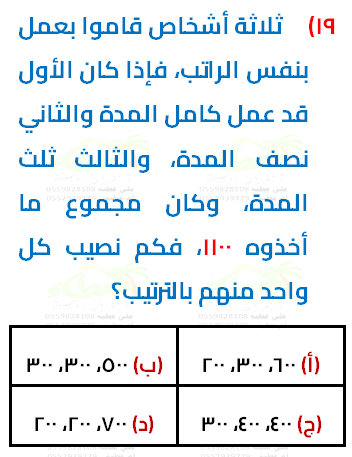 ١٩) ثلاثة أشخاص قاموا بعمل
بنفس الراتب، فإذا كان الأول
قد عمل كامل المدة والثاني
نصف المدة، والثالث ثلث
المدة، وكان مجموع ما
أخذوه ١١٠٠، فكم نصيب كل
واحد منهم بالترتيب؟
(أ) ٦٠٠، ٣٠٠، ٢٠٠
(ب) ٥٠٠، ٣٠٠، ٣٠٠
(ج) ٤٠٠، ٤٠٠، ٣٠٠
(د) ٧٠٠، ٢٠٠، ٢٠٠